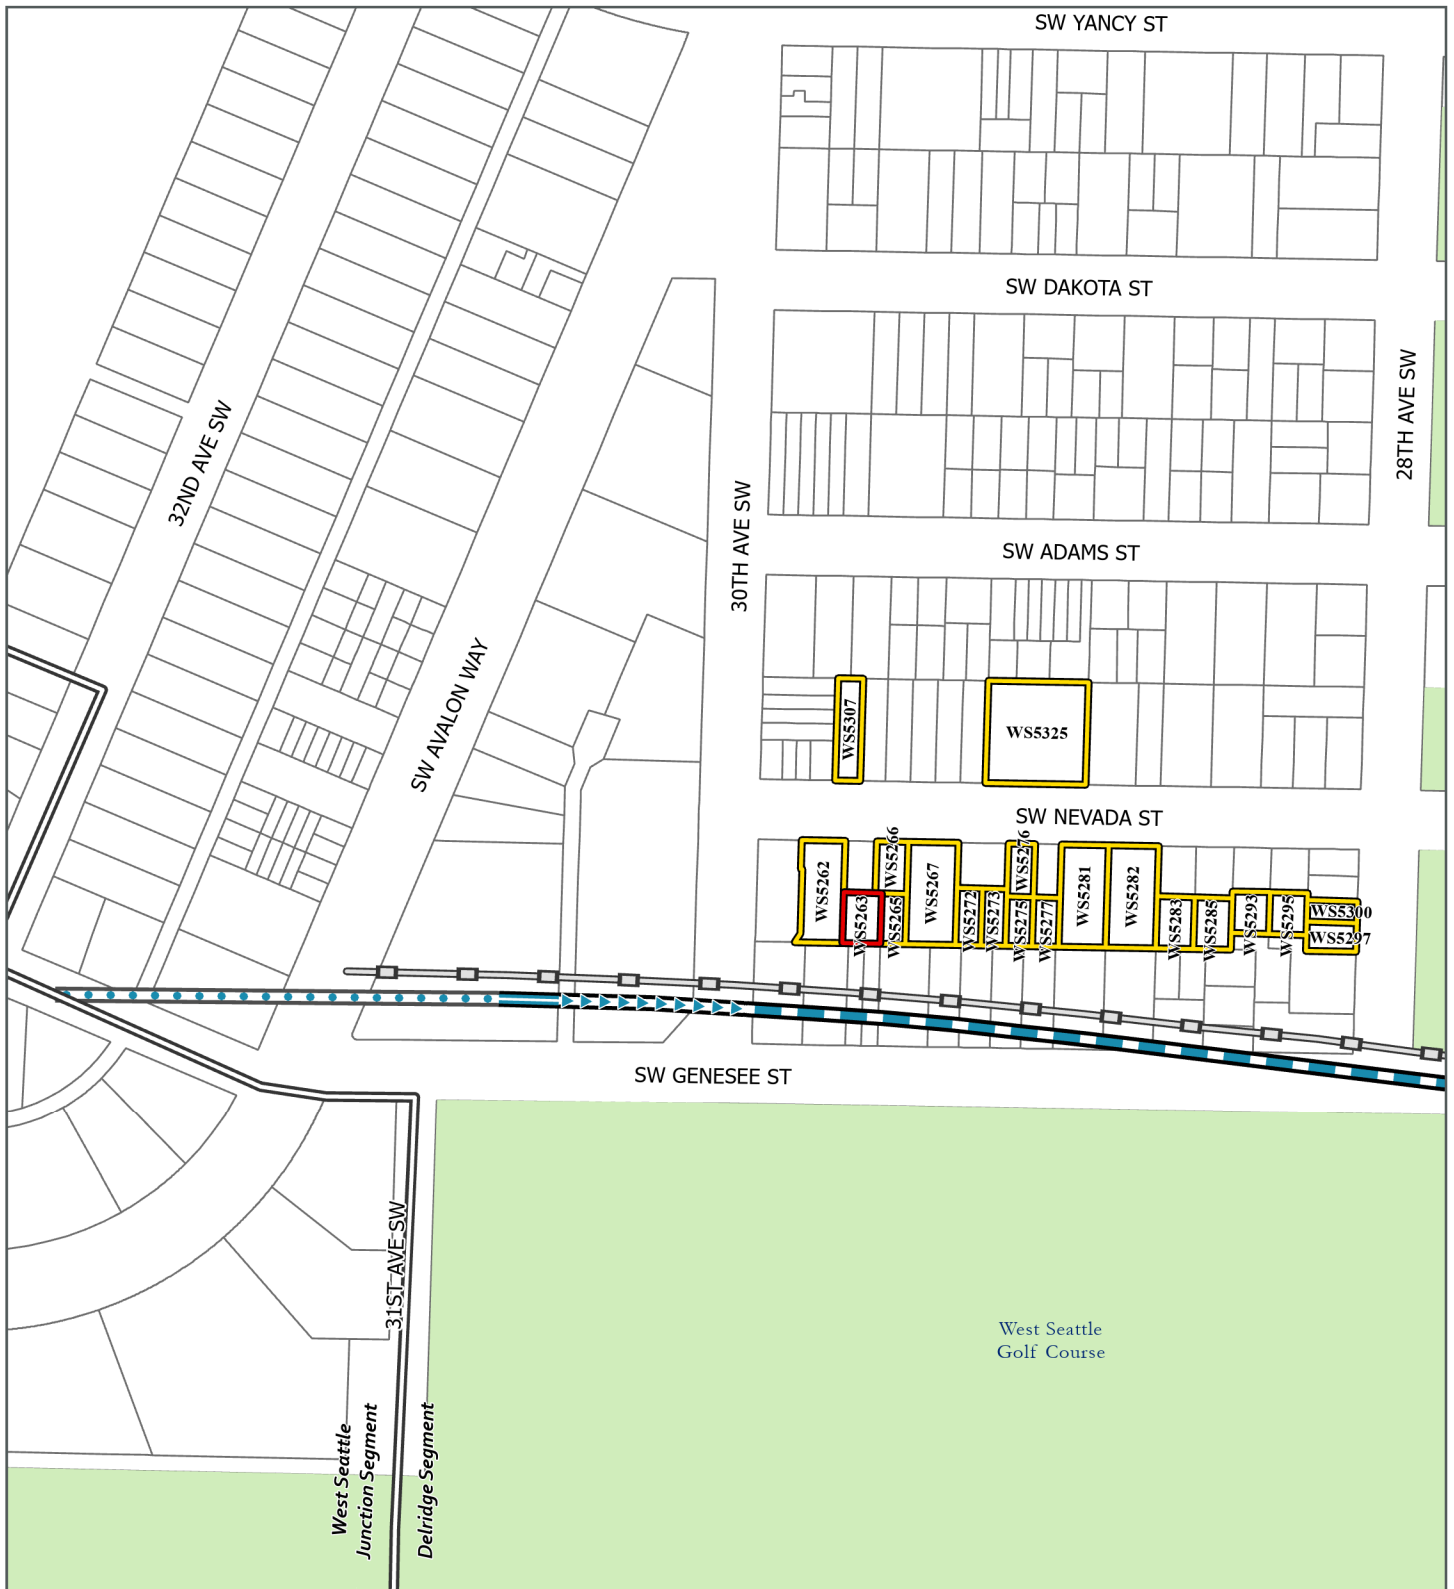 SW YANCY ST
SW DAKOTA ST
28TH AVE SW
32ND AVE SW
30TH AVE SW
SW ADAMS ST
SW AVALON WAY
WS5307
WS5325
SW NEVADA ST
WS5262
WS5263
WS5266
WS5265
WS5267
WS5272
WS5273
WS5276
WS5275
WS5277
WS5281
WS5282
WS5283
WS5285
WS5293
WS5295
WS5300
WS5297
SW GENESEE ST
31ST AVE SW
West Seattle
Golf Course
West Seattle
Junction Segment
Delridge Segment